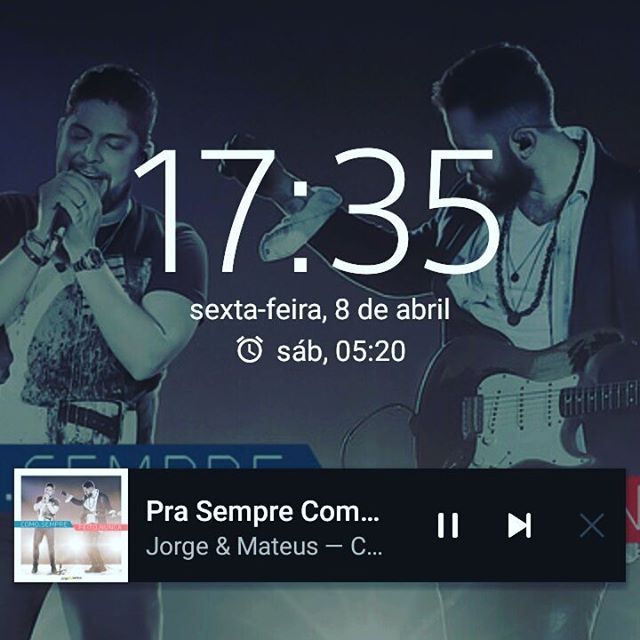 17:35
sexta-feira, 8 de abril
sáb, 05:20
.SEMPRE
Pra Sempre Com...
Jorge & Mateus — C...
COMO.SEMPRE
FEITO.NUNCA